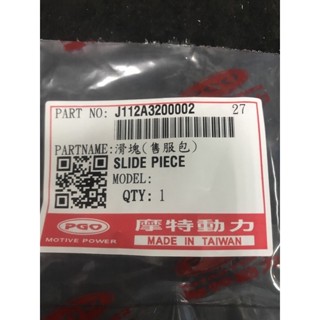 PART NO: J112A3200002 27
PARTNAME: 滑塊(售服包)
SLIDE PIECE
MODEL:
QTY: 1
PGO
MOTIVE POWER
摩特動力
MADE IN TAIWAN